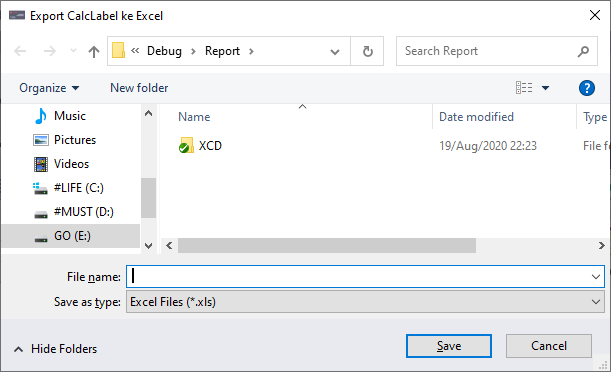 Export CalcLabel ke Excel
« Debug > Report >
Search Report
Organize
New folder
?
Name
Date modified
Type
Music
Pictures
Videos
#LIFE (C:)
#MUST (D:)
GO (E:)
XCD
19/Aug/2020 22:23
File fo
File name:
Save as type:
Excel Files (*.xls)
Hide Folders
Save
Cancel